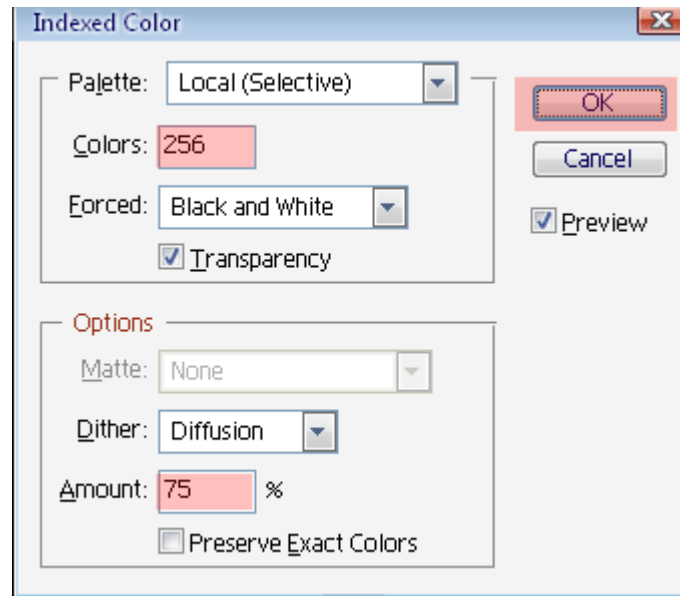 Indexed Color
Palette: Local (Selective)
OK
Colors: 256
Cancel
Forced: Black and White
Preview
Transparency
Options
Matte: None
Dither: Diffusion
Amount: 75 %
Preserve Exact Colors